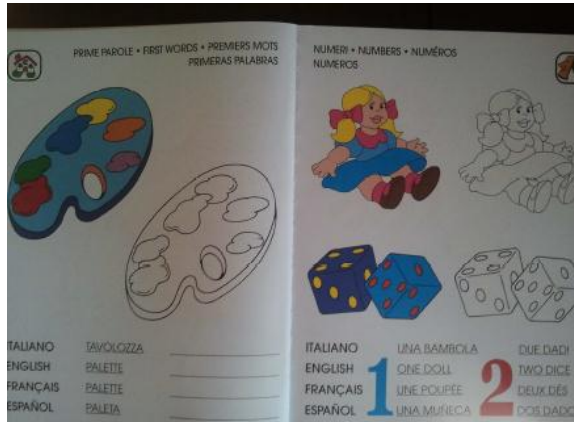 PRIME PAROLE • FIRST WORDS • PREMIERS MOTS
PRIMERAS PALABRAS
ITALIANO TAVOLOZZA
ENGLISH PALETTE
FRANÇAIS PALETTE
ESPAÑOL PALETA
NUMERI • NUMBERS • NUMÉROS
NUMEROS
ITALIANO 1 UNA BAMBOLA 2 DUE DADI
ENGLISH ONE DOLL TWO DICE
FRANÇAIS UNE POUPÉE DEUX DÉS
ESPAÑOL UNA MUÑECA DOS DADO